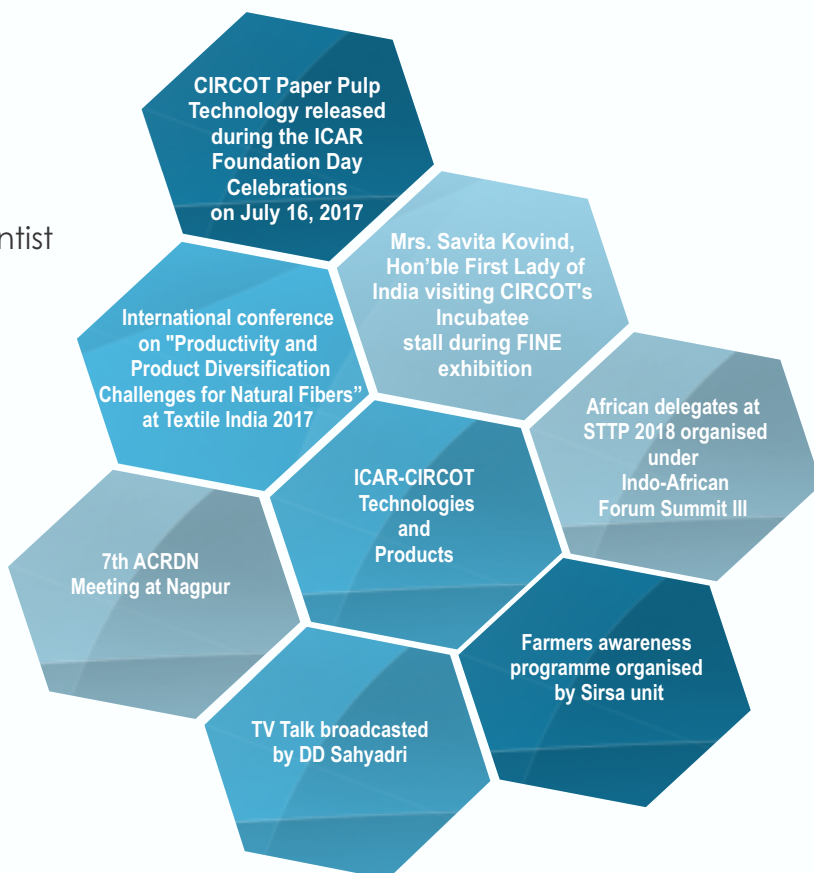 CIRCOT Paper Pulp
Technology released
during the ICAR
Foundation Day
Celebrations
on July 16, 2017
ntist
Mrs. Savita Kovind,
Hon’ble First Lady of
India visiting CIRCOT's
Incubatee
stall during FINE
exhibition
International conference
on "Productivity and
Product Diversification
Challenges for Natural Fibers”
at Textile India 2017
African delegates at
STTP 2018 organised
under
Indo-African
Forum Summit III
ICAR-CIRCOT
Technologies
and
Products
7th ACRDN
Meeting at Nagpur
Farmers awareness
programme organised
by Sirsa unit
TV Talk broadcasted
by DD Sahyadri